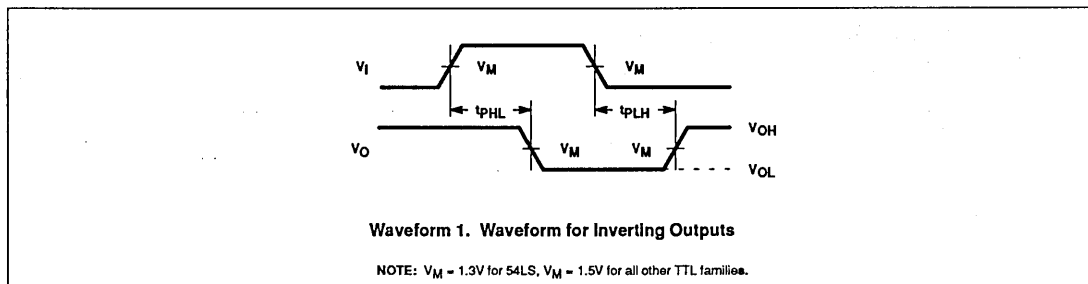 VI VM VM
tPHL tPLH
VO VM VM VOH
VOL
Waveform 1. Waveform for Inverting Outputs
NOTE: VM = 1.3V for 54LS, VM = 1.5V for all other TTL families.